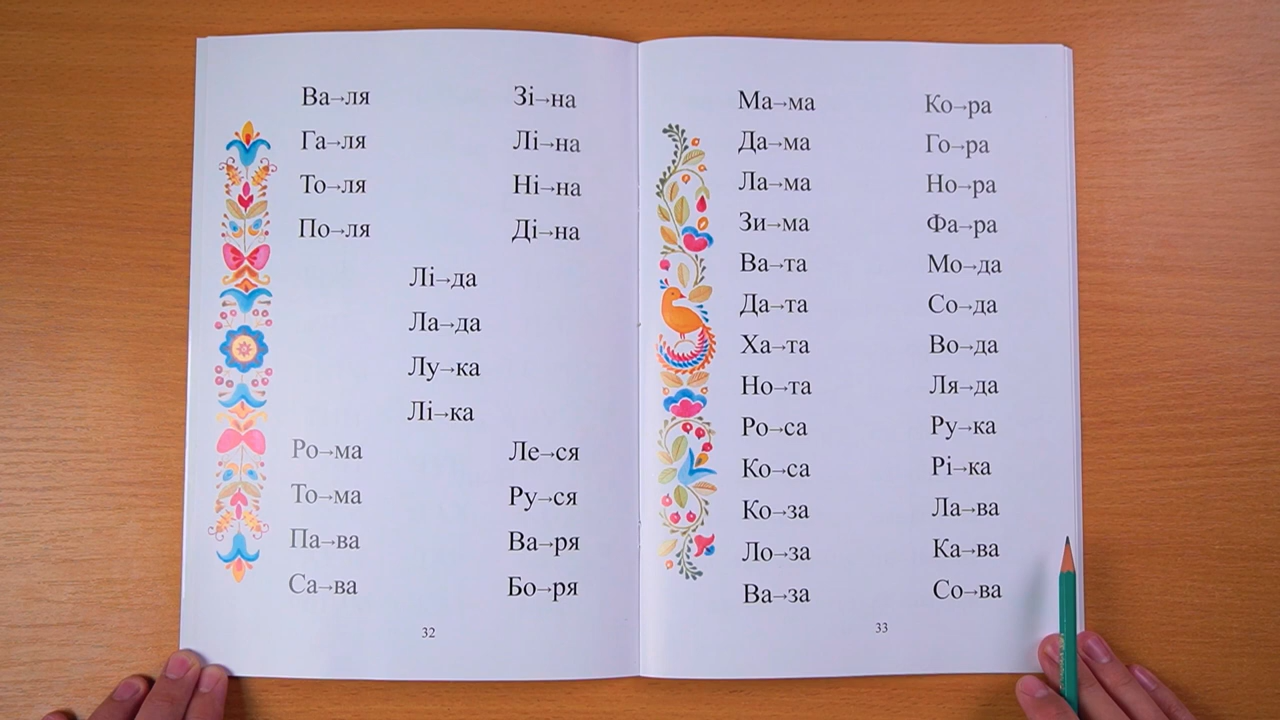 Ва→ля Зі→на
Га→ля Лі→на
То→ля Ні→на
По→ля Ді→на
Лі→да
Ла→да
Лу→ка
Лі→ка
Ро→ма Ле→ся
То→ма Ру→ся
Па→ва Ва→ря
Са→ва Бо→ря
32
Ма→ма Ко→ра
Да→ма Го→ра
Ла→ма Но→ра
Зи→ма Фа→ра
Ва→та Мо→да
Да→та Со→да
Ха→та Во→да
Но→та Ля→да
Ро→са Ру→ка
Ко→са Рі→ка
Ко→за Ла→ва
Ло→за Ка→ва
Ва→за Со→ва
33